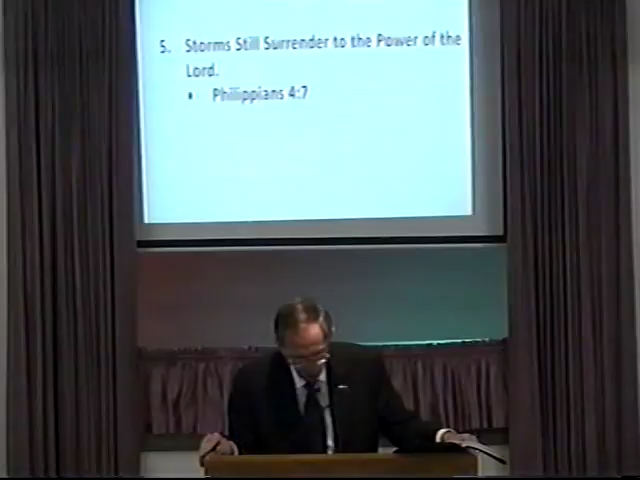 5. Storms Still Surrender to the Power of the
Lord.
• Philippians 4:7